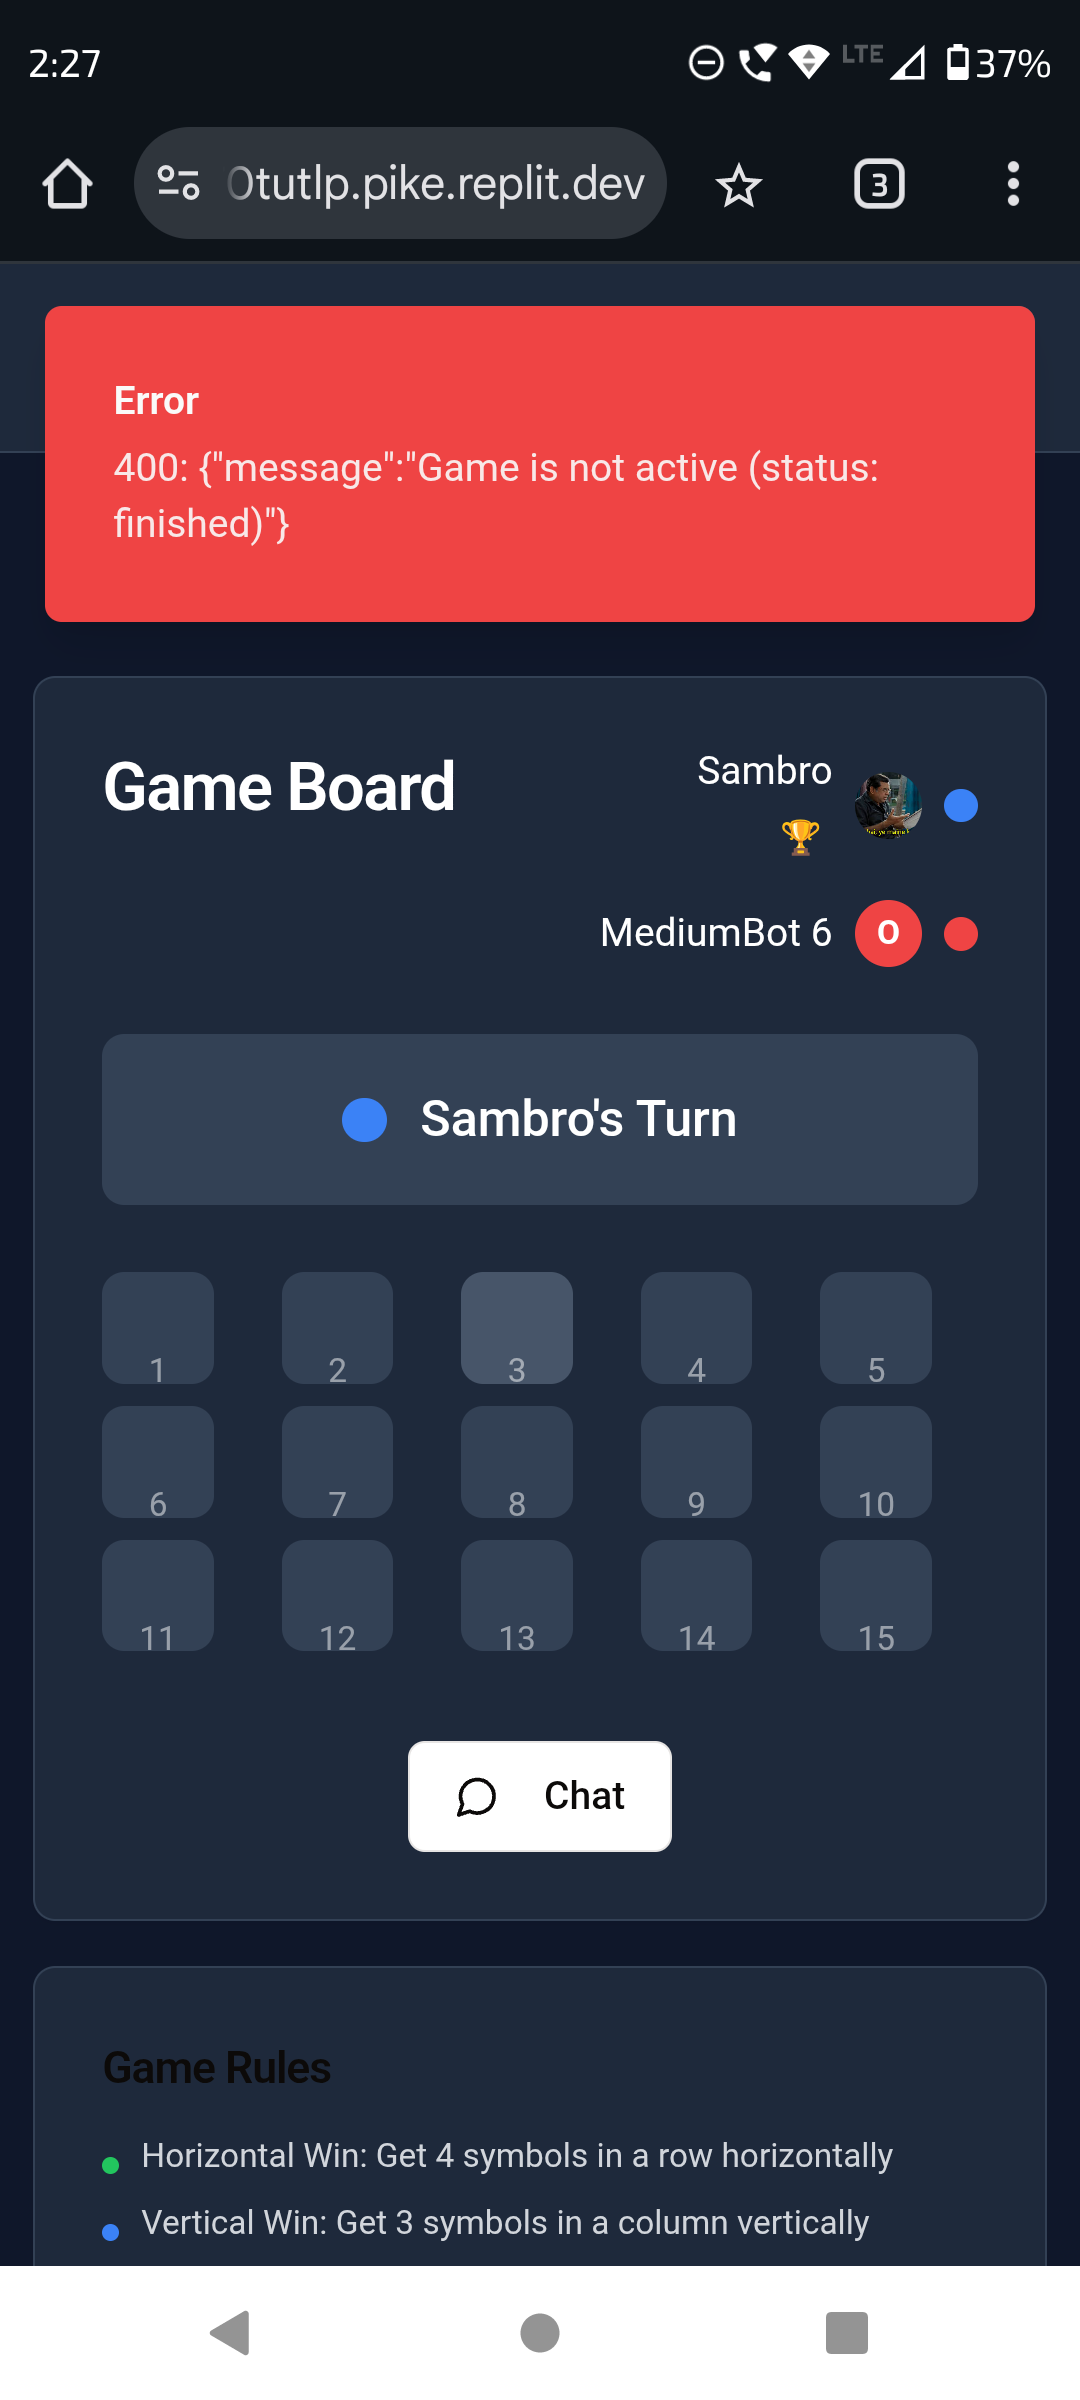 2:27
LTE
37%
0tutlp.pike.replit.dev
3
Error
400: {"message":"Game is not active (status:
finished)"}
Game Board
Sambro
🏆
MediumBot 6
O
Sambro's Turn
1 2 3 4 5
6 7 8 9 10
11 12 13 14 15
Chat
Game Rules
Horizontal Win: Get 4 symbols in a row horizontally
Vertical Win: Get 3 symbols in a column vertically